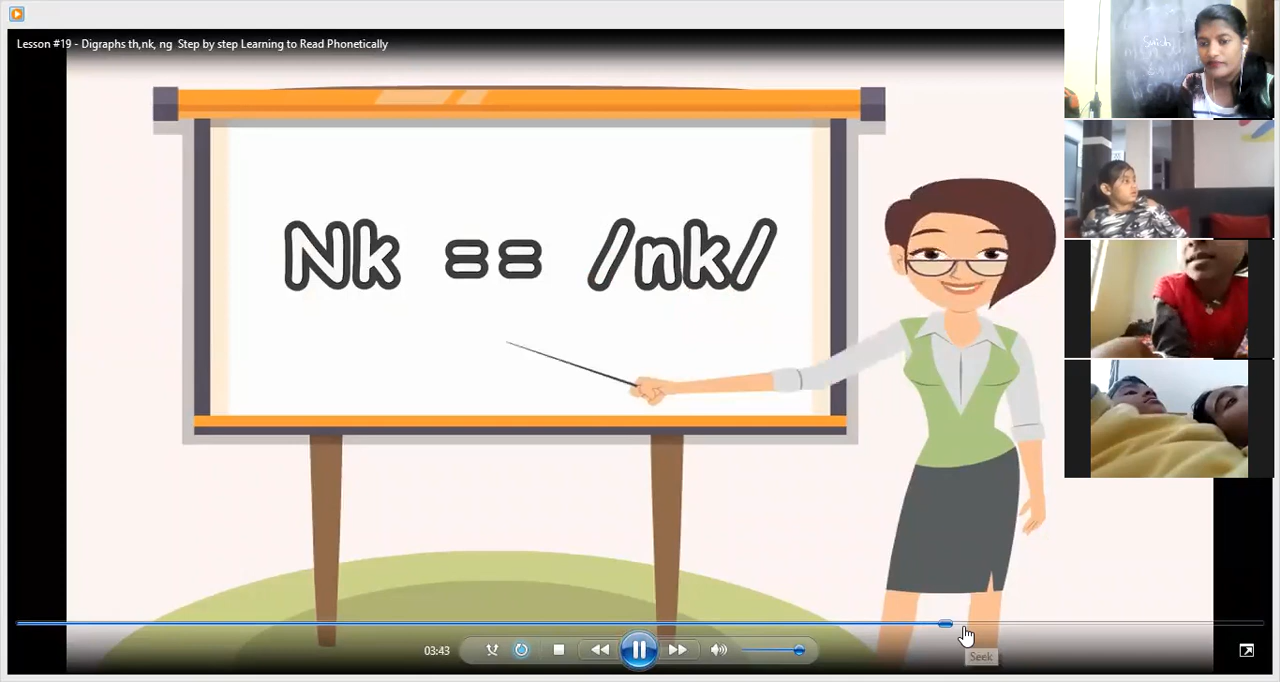 Lesson #19 - Digraphs th,nk, ng Step by step Learning to Read Phonetically
Nk == /nk/
03:43
Seek